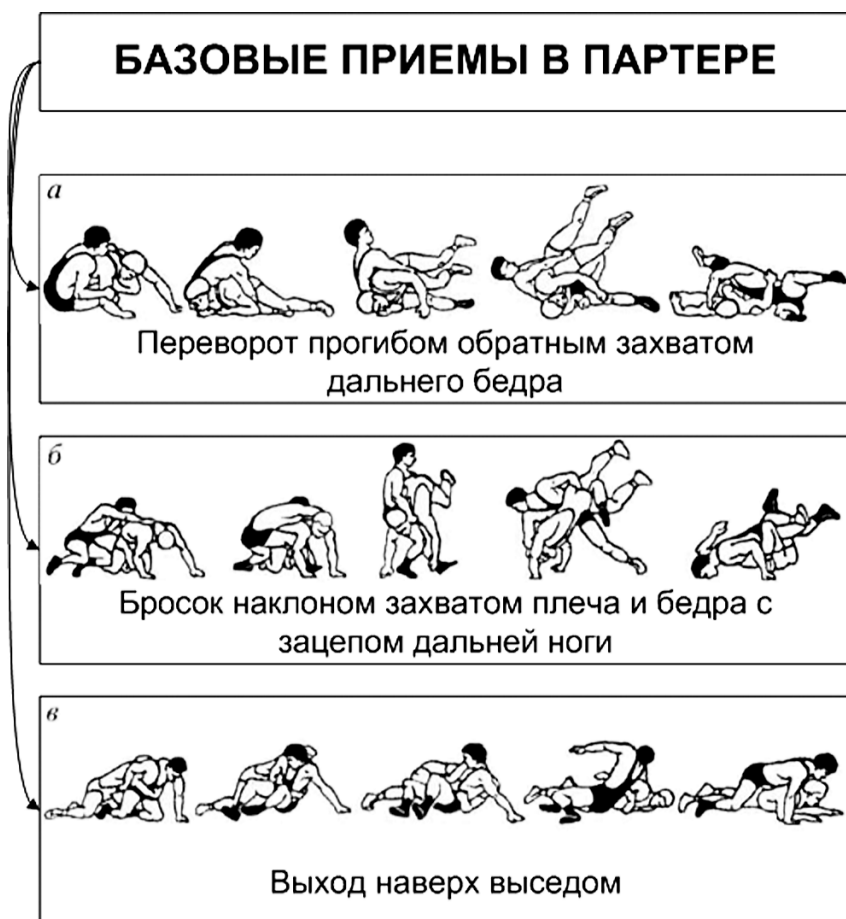 БАЗОВЫЕ ПРИЕМЫ В ПАРТЕРЕ
а
Переворот прогибом обратным захватом
дальнего бедра
б
Бросок наклоном захватом плеча и бедра с
зацепом дальней ноги
в
Выход наверх выседом